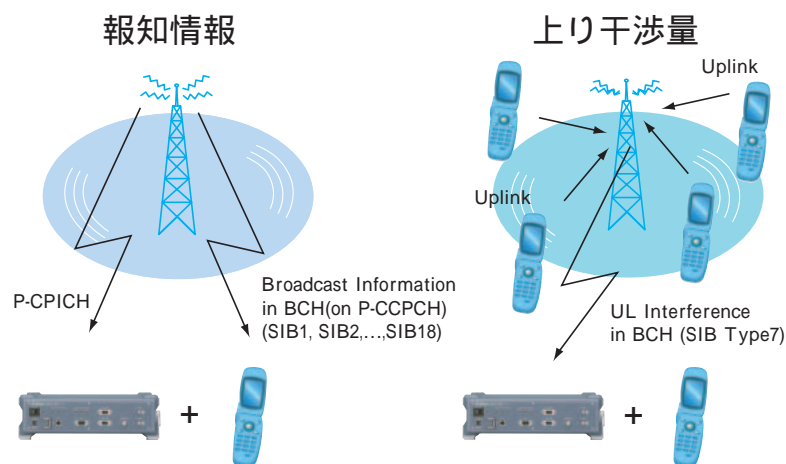 報知情報
P-CPICH
Broadcast Information
in BCH(on P-CCPCH)
(SIB1, SIB2,…,SIB18)
+
上り干渉量
Uplink
Uplink
UL Interference
in BCH (SIB Type7)
+